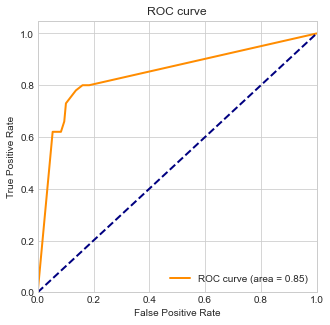 ROC curve
True Positive Rate
1.0
0.8
0.6
0.4
0.2
0.0
ROC curve (area = 0.85)
0.0 0.2 0.4 0.6 0.8 1.0
False Positive Rate